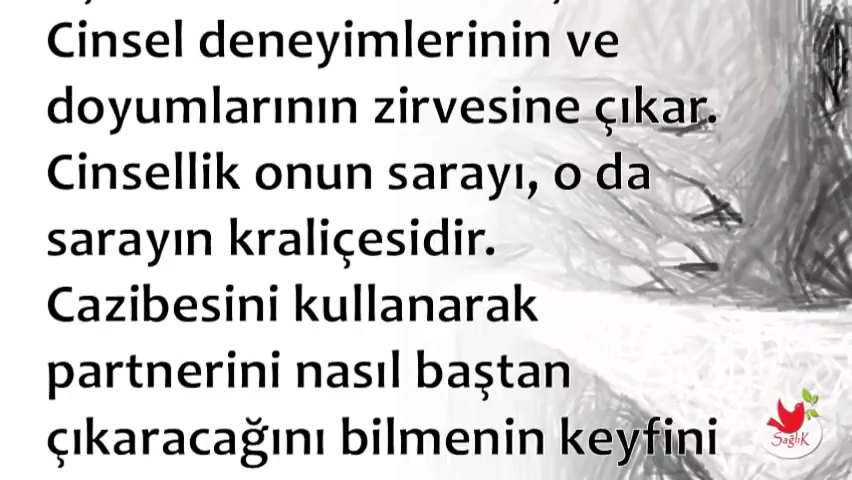 Cinsel deneyimlerinin ve
doyumlarının zirvesine çıkar.
Cinsellik onun sarayı, o da
sarayın kraliçesidir.
Cazibesini kullanarak
partnerini nasıl baştan
çıkaracağını bilmenin keyfini
Sağlık